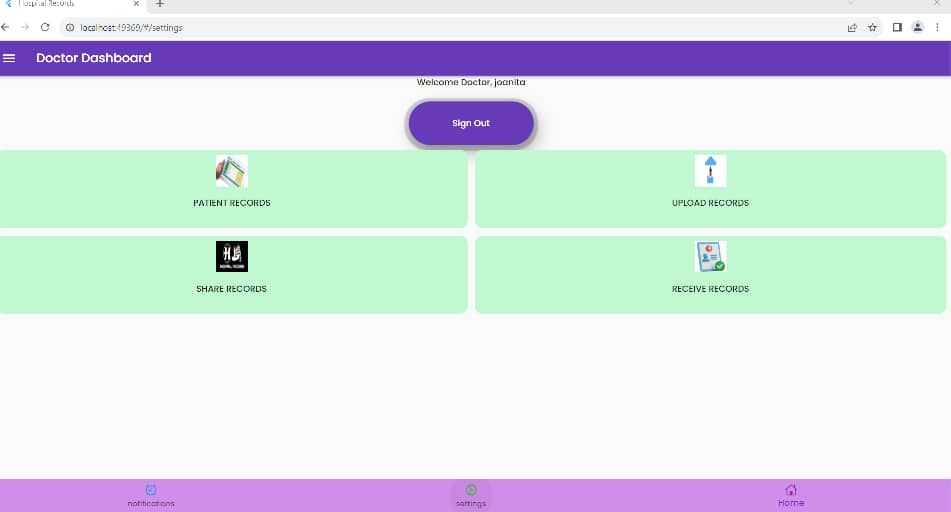 Hospital Records
localhost:49369/#/settings
Doctor Dashboard
Welcome Doctor, joanita
Sign Out
PATIENT RECORDS
UPLOAD RECORDS
SHARE RECORDS
RECEIVE RECORDS
notifications
settings
Home